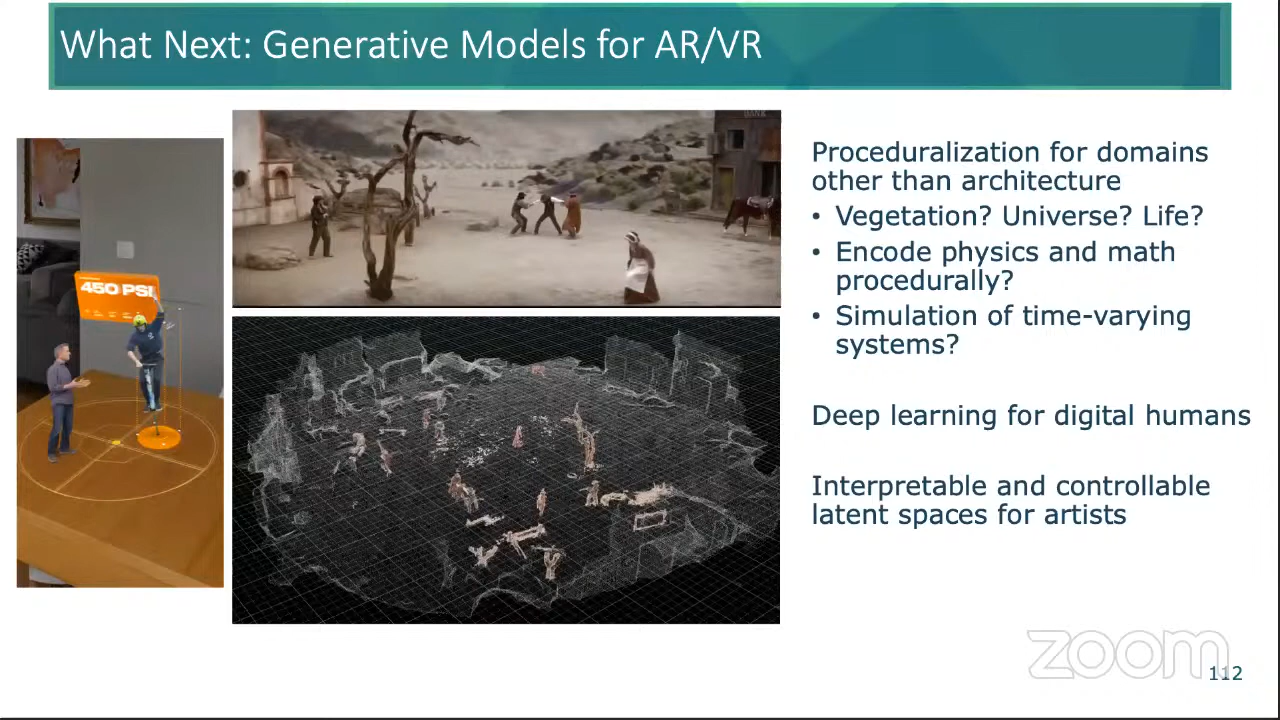 What Next: Generative Models for AR/VR
BANK
450 PSI
Proceduralization for domains
other than architecture
• Vegetation? Universe? Life?
• Encode physics and math
procedurally?
• Simulation of time-varying
systems?
Deep learning for digital humans
Interpretable and controllable
latent spaces for artists
zoom
112